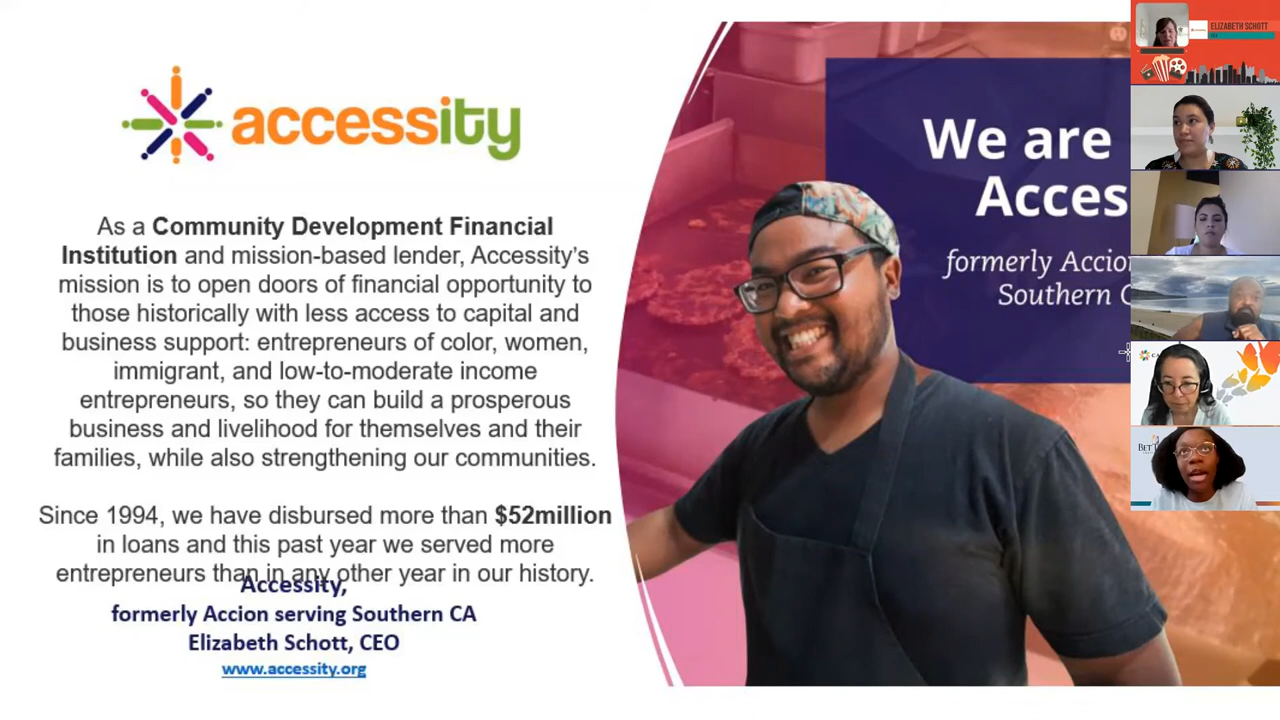 accessity
As a Community Development Financial
Institution and mission-based lender, Accessity's
mission is to open doors of financial opportunity to
those historically with less access to capital and
business support: entrepreneurs of color, women,
immigrant, and low-to-moderate income
entrepreneurs, so they can build a prosperous
business and livelihood for themselves and their
families, while also strengthening our communities.
Since 1994, we have disbursed more than $52million
in loans and this past year we served more
entrepreneurs than in any other year in our history.
Accessity,
formerly Accion serving Southern CA
Elizabeth Schott, CEO
www.accessity.org
We are
Acces
formerly Accio
Southern C
ELIZABETH SCHOTT